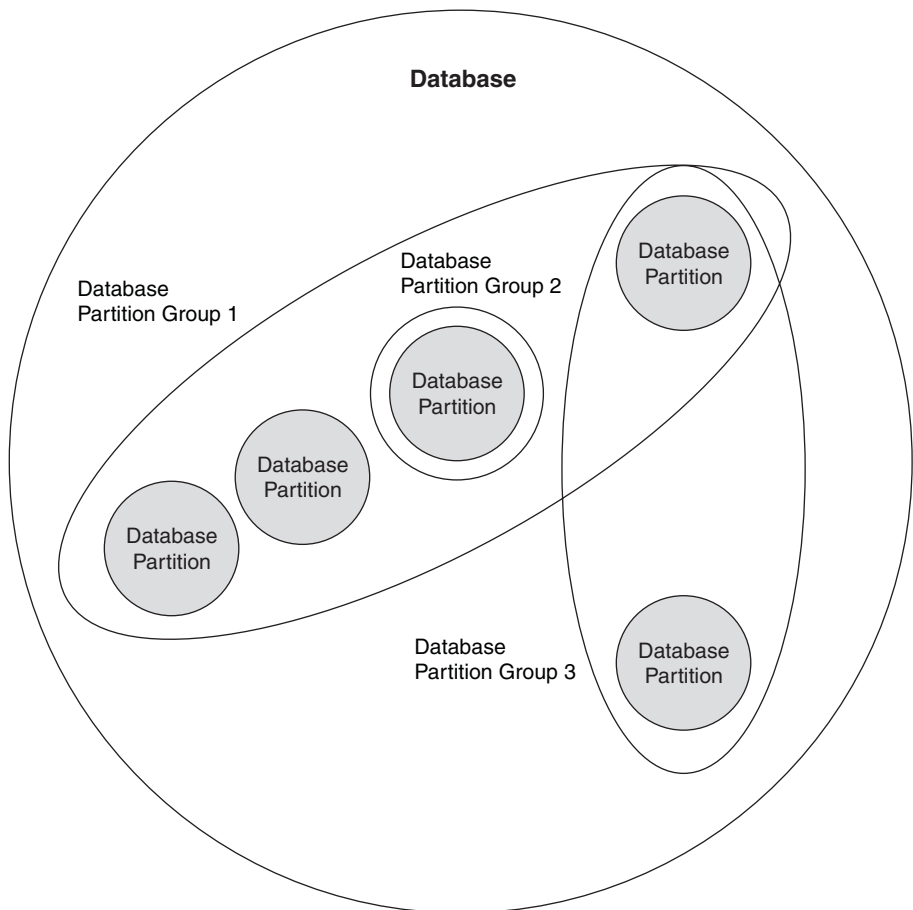 Database
Database
Partition
Database
Partition Group 2
Database
Partition Group 1
Database
Partition
Database
Partition
Database
Partition
Database
Partition Group 3
Database
Partition